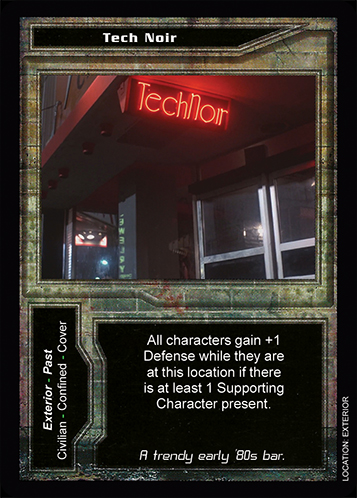 Tech Noir
TechNoir
JEWELRY
Exterior - Past
Civilian - Confined - Cover
All characters gain +1
Defense while they are
at this location if there
is at least 1 Supporting
Character present.
A trendy early '80s bar.
LOCATION: EXTERIOR